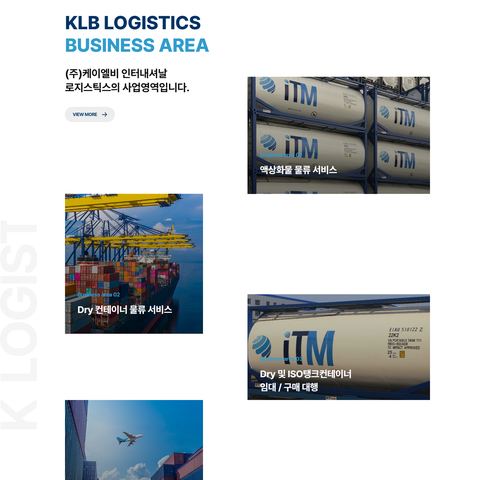 KLB LOGISTICS
BUSINESS AREA
(주)케이엘비 인터내셔날
로지스틱스의 사업영역입니다.
VIEW MORE
iTM
iTM
iTM
iTM
액상화물 물류 서비스
Business area 02
Dry 컨테이너 물류 서비스
iTM
22K2
Dry 및 ISO탱크컨테이너
임대 / 구매 대행
K LOGIST